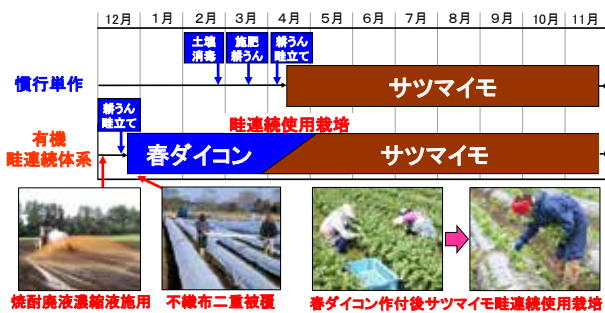 12月 1月 2月 3月 4月 5月 6月 7月 8月 9月 10月 11月
土壌
消毒
施肥
耕うん
耕うん
畦立て
慣行単作
サツマイモ
耕うん
畦立て
畦連続使用栽培
有機
畦連続体系
春ダイコン
サツマイモ
焼酎廃液濃縮液施用
不織布二重被覆
春ダイコン作付後サツマイモ畦連続使用栽培